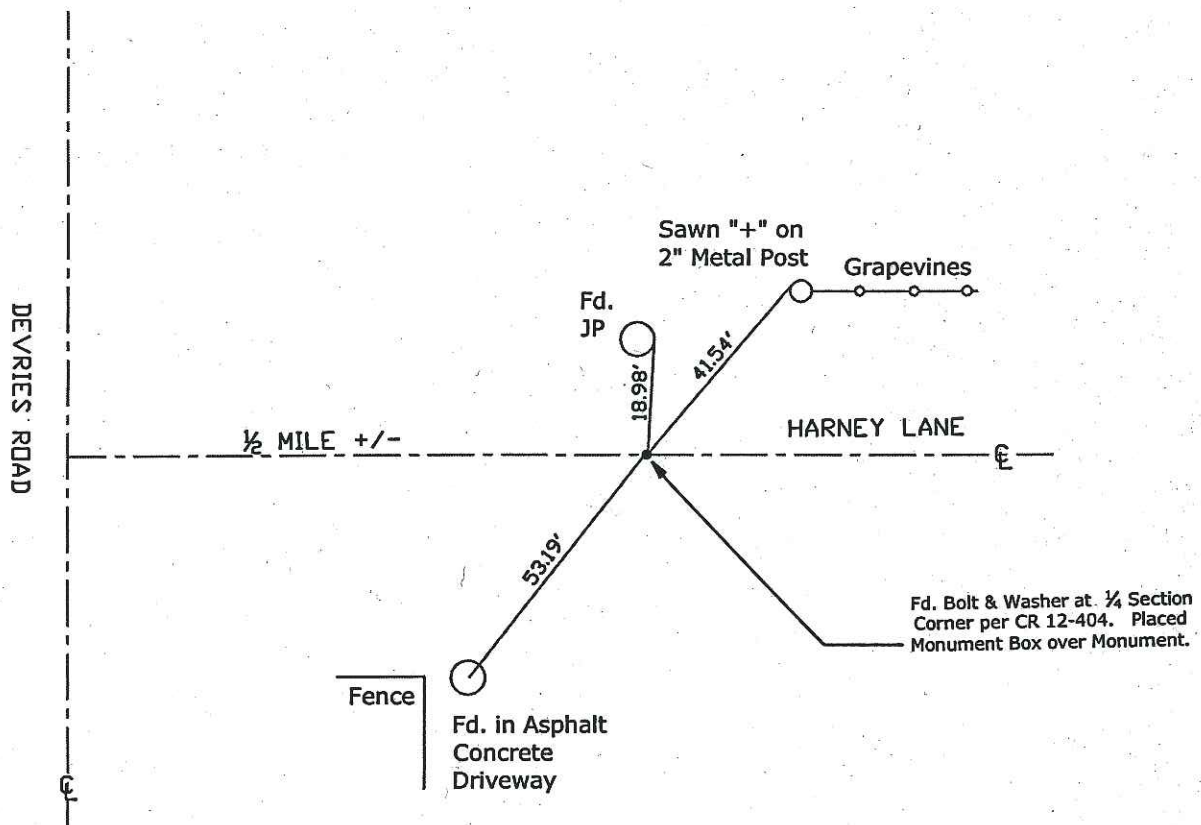 Sawn "+" on
2" Metal Post
Grapevines
Fd.
JP
41.54'
18.98'
DEVRIES ROAD
½ MILE +/-
HARNEY LANE
℄
53.19'
Fd. Bolt & Washer at ¼ Section
Corner per CR 12-404. Placed
Monument Box over Monument.
Fence
Fd. in Asphalt
Concrete
Driveway
℄